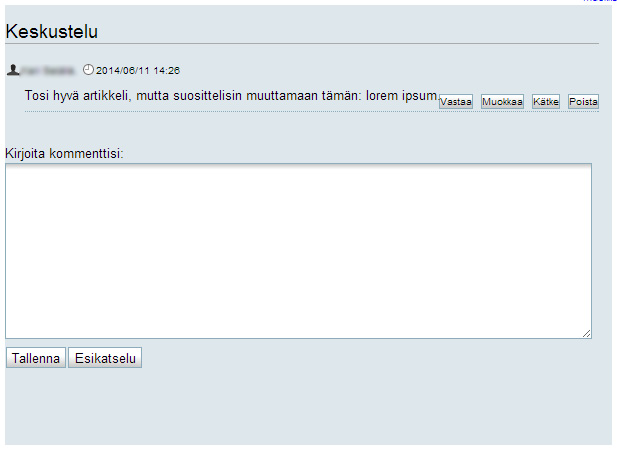 Keskustelu
2014/06/11 14:26
Tosi hyvä artikkeli, mutta suosittelisin muuttamaan tämän: lorem ipsum.
Vastaa Muokkaa Kätke Poista
Kirjoita kommenttisi:
Tallenna Esikatselu